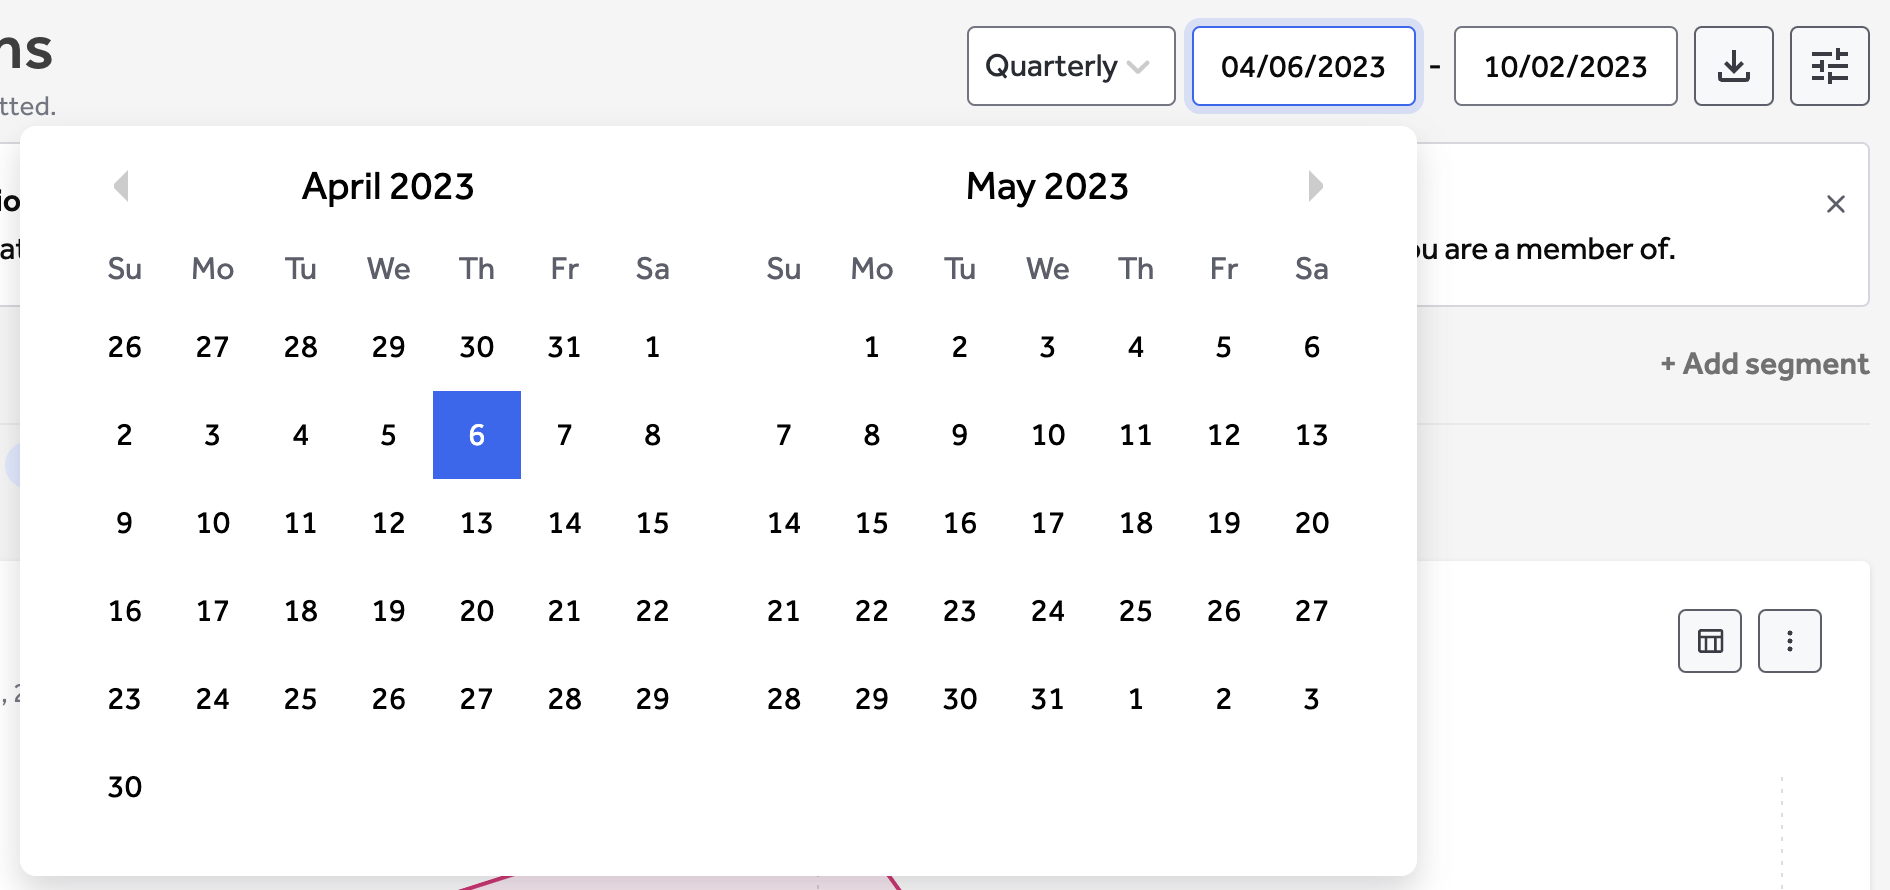 Quarterly 04/06/2023 - 10/02/2023
tted.
April 2023 May 2023
Su Mo Tu We Th Fr Sa Su Mo Tu We Th Fr Sa
26 27 28 29 30 31 1 1 2 3 4 5 6
2 3 4 5 6 7 8 7 8 9 10 11 12 13
9 10 11 12 13 14 15 14 15 16 17 18 19 20
16 17 18 19 20 21 22 21 22 23 24 25 26 27
23 24 25 26 27 28 29 28 29 30 31 1 2 3
30
ou are a member of.
+ Add segment